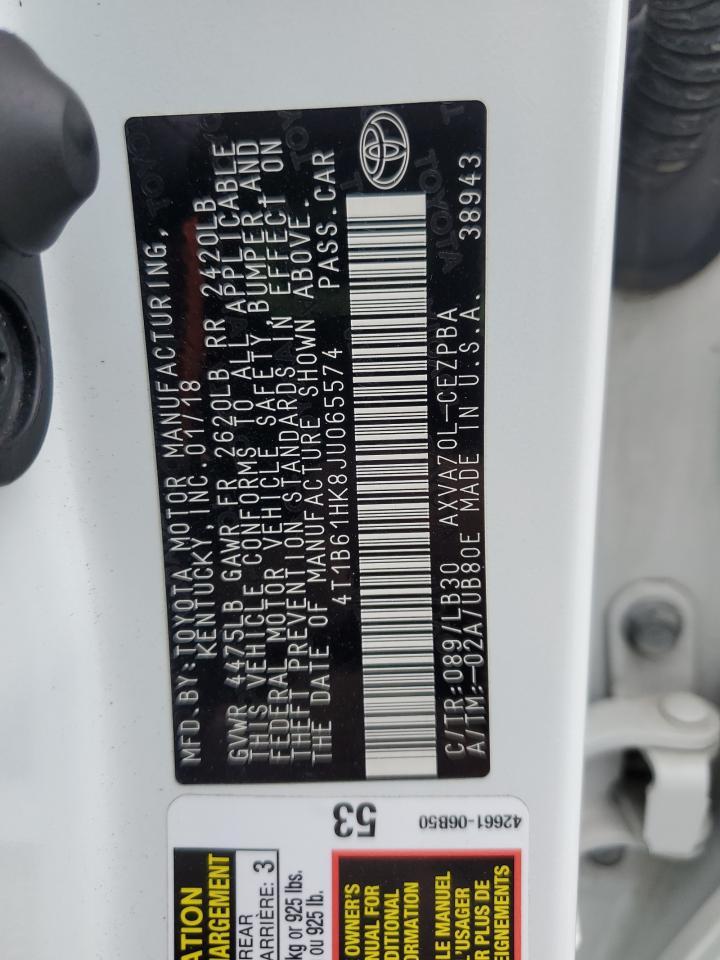 MFD.BY:TOYOTA MOTOR MANUFACTURING,
KENTUCKY, INC. 01/18
GVWR 4475LB GAWR FR 2620LB RR 2420LB
THIS VEHICLE CONFORMS TO ALL APPLICABLE
FEDERAL MOTOR VEHICLE SAFETY BUMPER AND
THEFT PREVENTION STANDARDS IN EFFECT ON
THE DATE OF MANUFACTURE SHOWN ABOVE.
4T1B61HK8JU065574 PASS.CAR
TOYOTA
C/TR:089/LB30 AXVA70L-CEZPBA
A/TM:-02A/UB80E MADE IN U.S.A. 38943
53
42661-06B50
REAR
ARRIÈRE: 3
kg or 925 lbs.
ou 925 lb.
OWNER'S
FOR